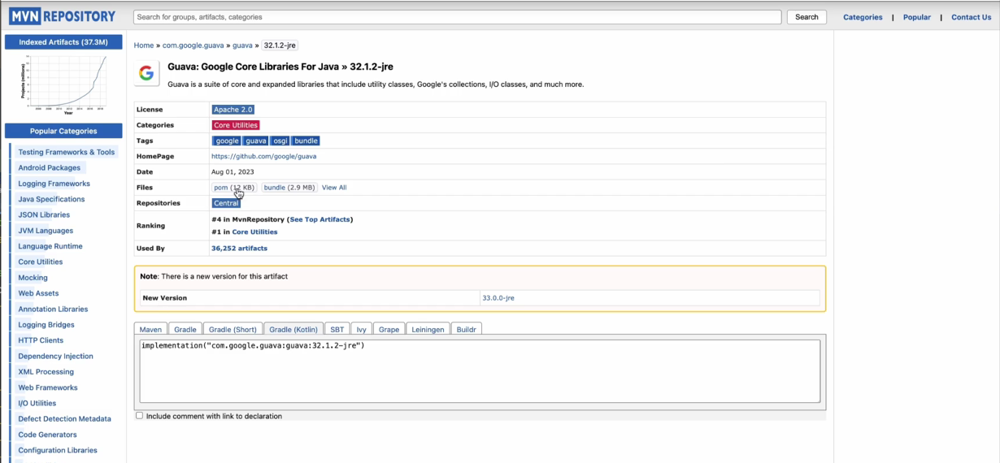 MVN REPOSITORY
Search for groups, artifacts, categories
Search
Categories | Popular | Contact Us
Indexed Artifacts (37.3M)
Projects (millions)
Year
Popular Categories
Testing Frameworks & Tools
Android Packages
Logging Frameworks
Java Specifications
JSON Libraries
JVM Languages
Language Runtime
Core Utilities
Mocking
Web Assets
Annotation Libraries
Logging Bridges
HTTP Clients
Dependency Injection
XML Processing
Web Frameworks
I/O Utilities
Defect Detection Metadata
Code Generators
Configuration Libraries
Home » com.google.guava » guava » 32.1.2-jre
Guava: Google Core Libraries For Java » 32.1.2-jre
Guava is a suite of core and expanded libraries that include utility classes, Google's collections, I/O classes, and much more.
License Apache 2.0
Categories Core Utilities
Tags google guava osgi bundle
HomePage https://github.com/google/guava
Date Aug 01, 2023
Files pom (12 KB) bundle (2.9 MB) View All
Repositories Central
Ranking #4 in MvnRepository (See Top Artifacts)
#1 in Core Utilities
Used By 36,252 artifacts
Note: There is a new version for this artifact
New Version 33.0.0-jre
Maven Gradle Gradle (Short) Gradle (Kotlin) SBT Ivy Grape Leiningen Buildr
implementation("com.google.guava:guava:32.1.2-jre")
Include comment with link to declaration